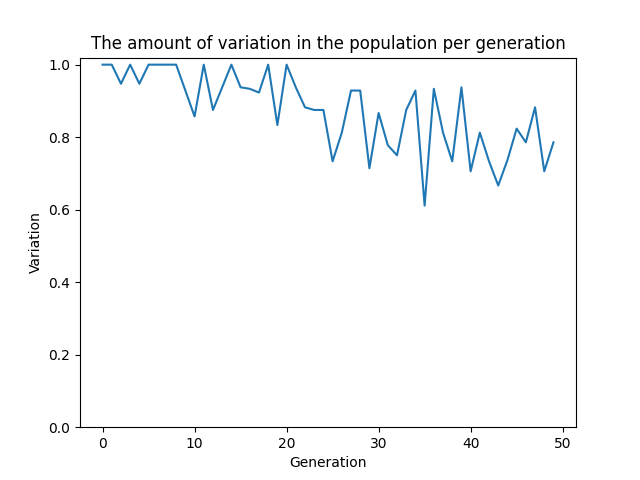 The amount of variation in the population per generation
1.0
0.8
0.6
0.4
0.2
0.0
Variation
0 10 20 30 40 50
Generation